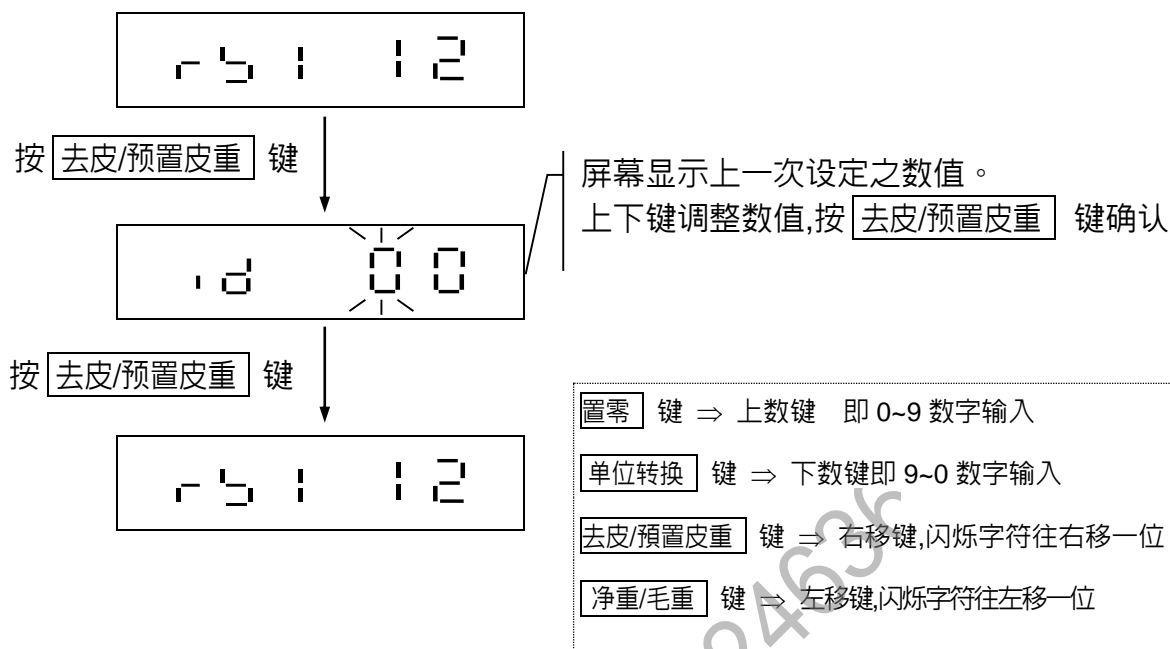 rS1 12
按 去皮/预置皮重 键
屏幕显示上一次设定之数值。
上下键调整数值,按 去皮/预置皮重 键确认
id 00
按 去皮/预置皮重 键
rS1 12
置零 键 ⇒ 上数键 即 0~9 数字输入
单位转换 键 ⇒ 下数键即 9~0 数字输入
去皮/預置皮重 键 ⇒ 右移键,闪烁字符往右移一位
净重/毛重 键 ⇒ 左移键,闪烁字符往左移一位